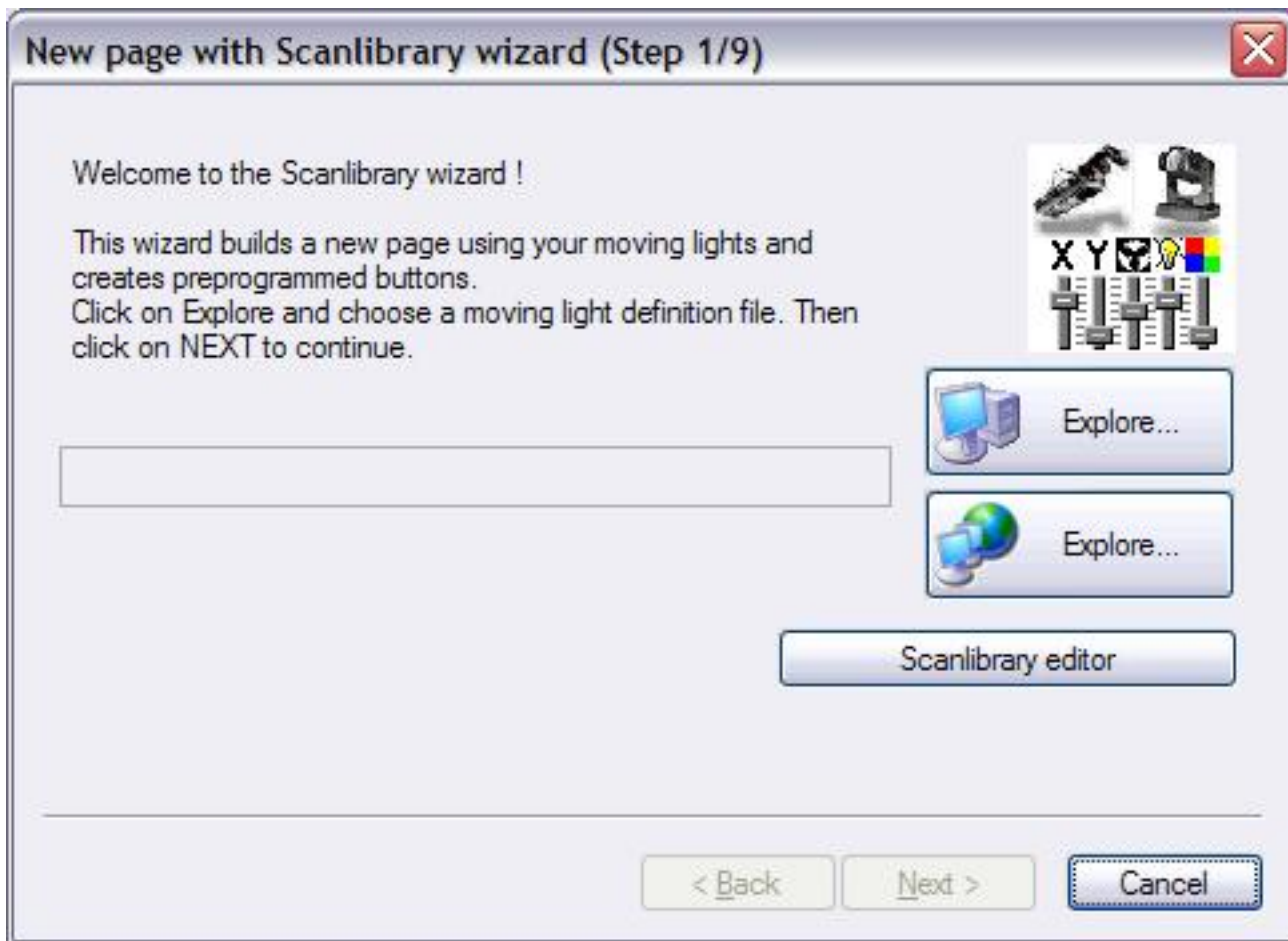 New page with Scanlibrary wizard (Step 1/9)
Welcome to the Scanlibrary wizard !
This wizard builds a new page using your moving lights and
creates preprogrammed buttons.
Click on Explore and choose a moving light definition file. Then
click on NEXT to continue.
X Y
Explore...
Explore...
Scanlibrary editor
< Back
Next >
Cancel